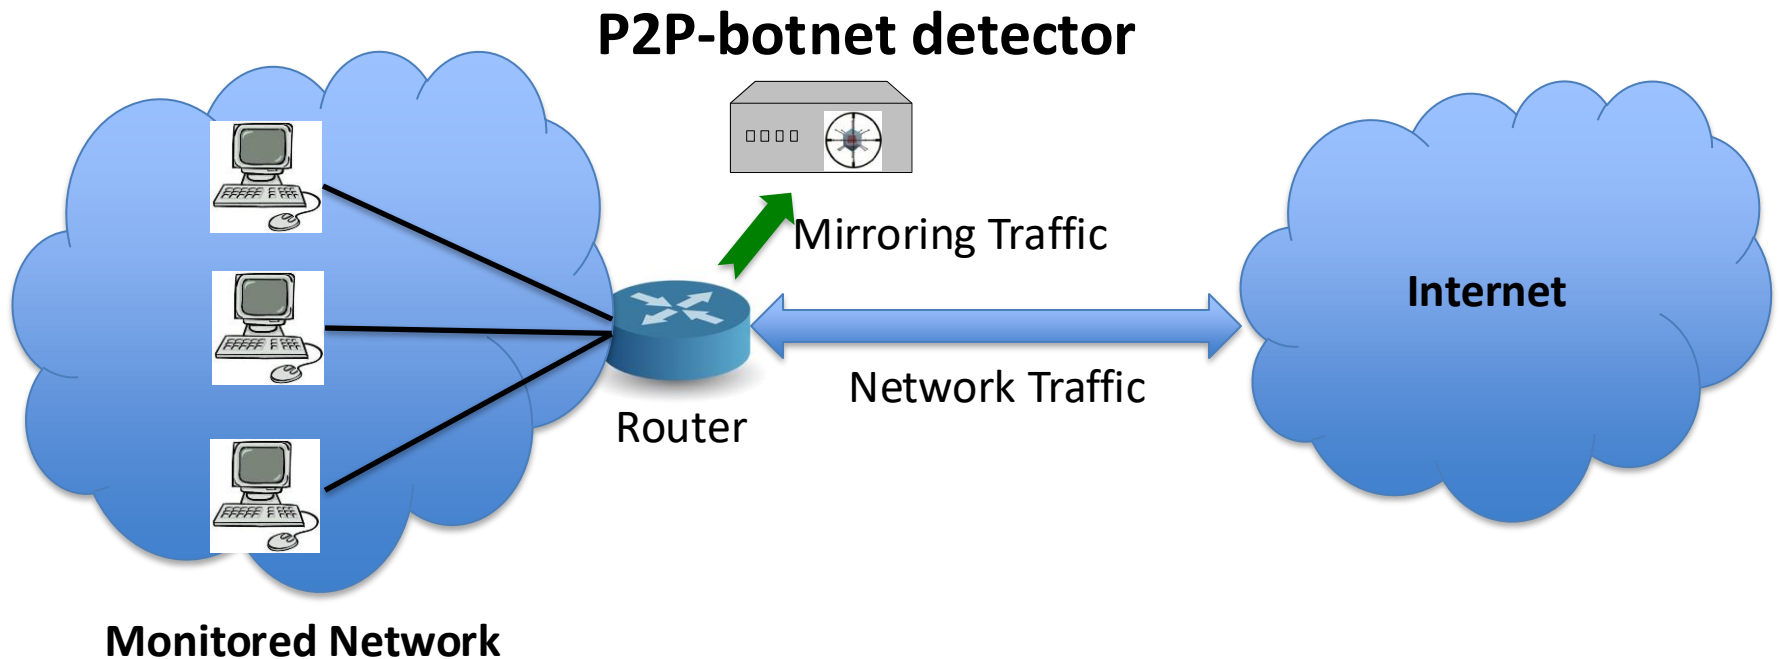 P2P-botnet detector
Mirroring Traffic
Internet
Network Traffic
Router
Monitored Network